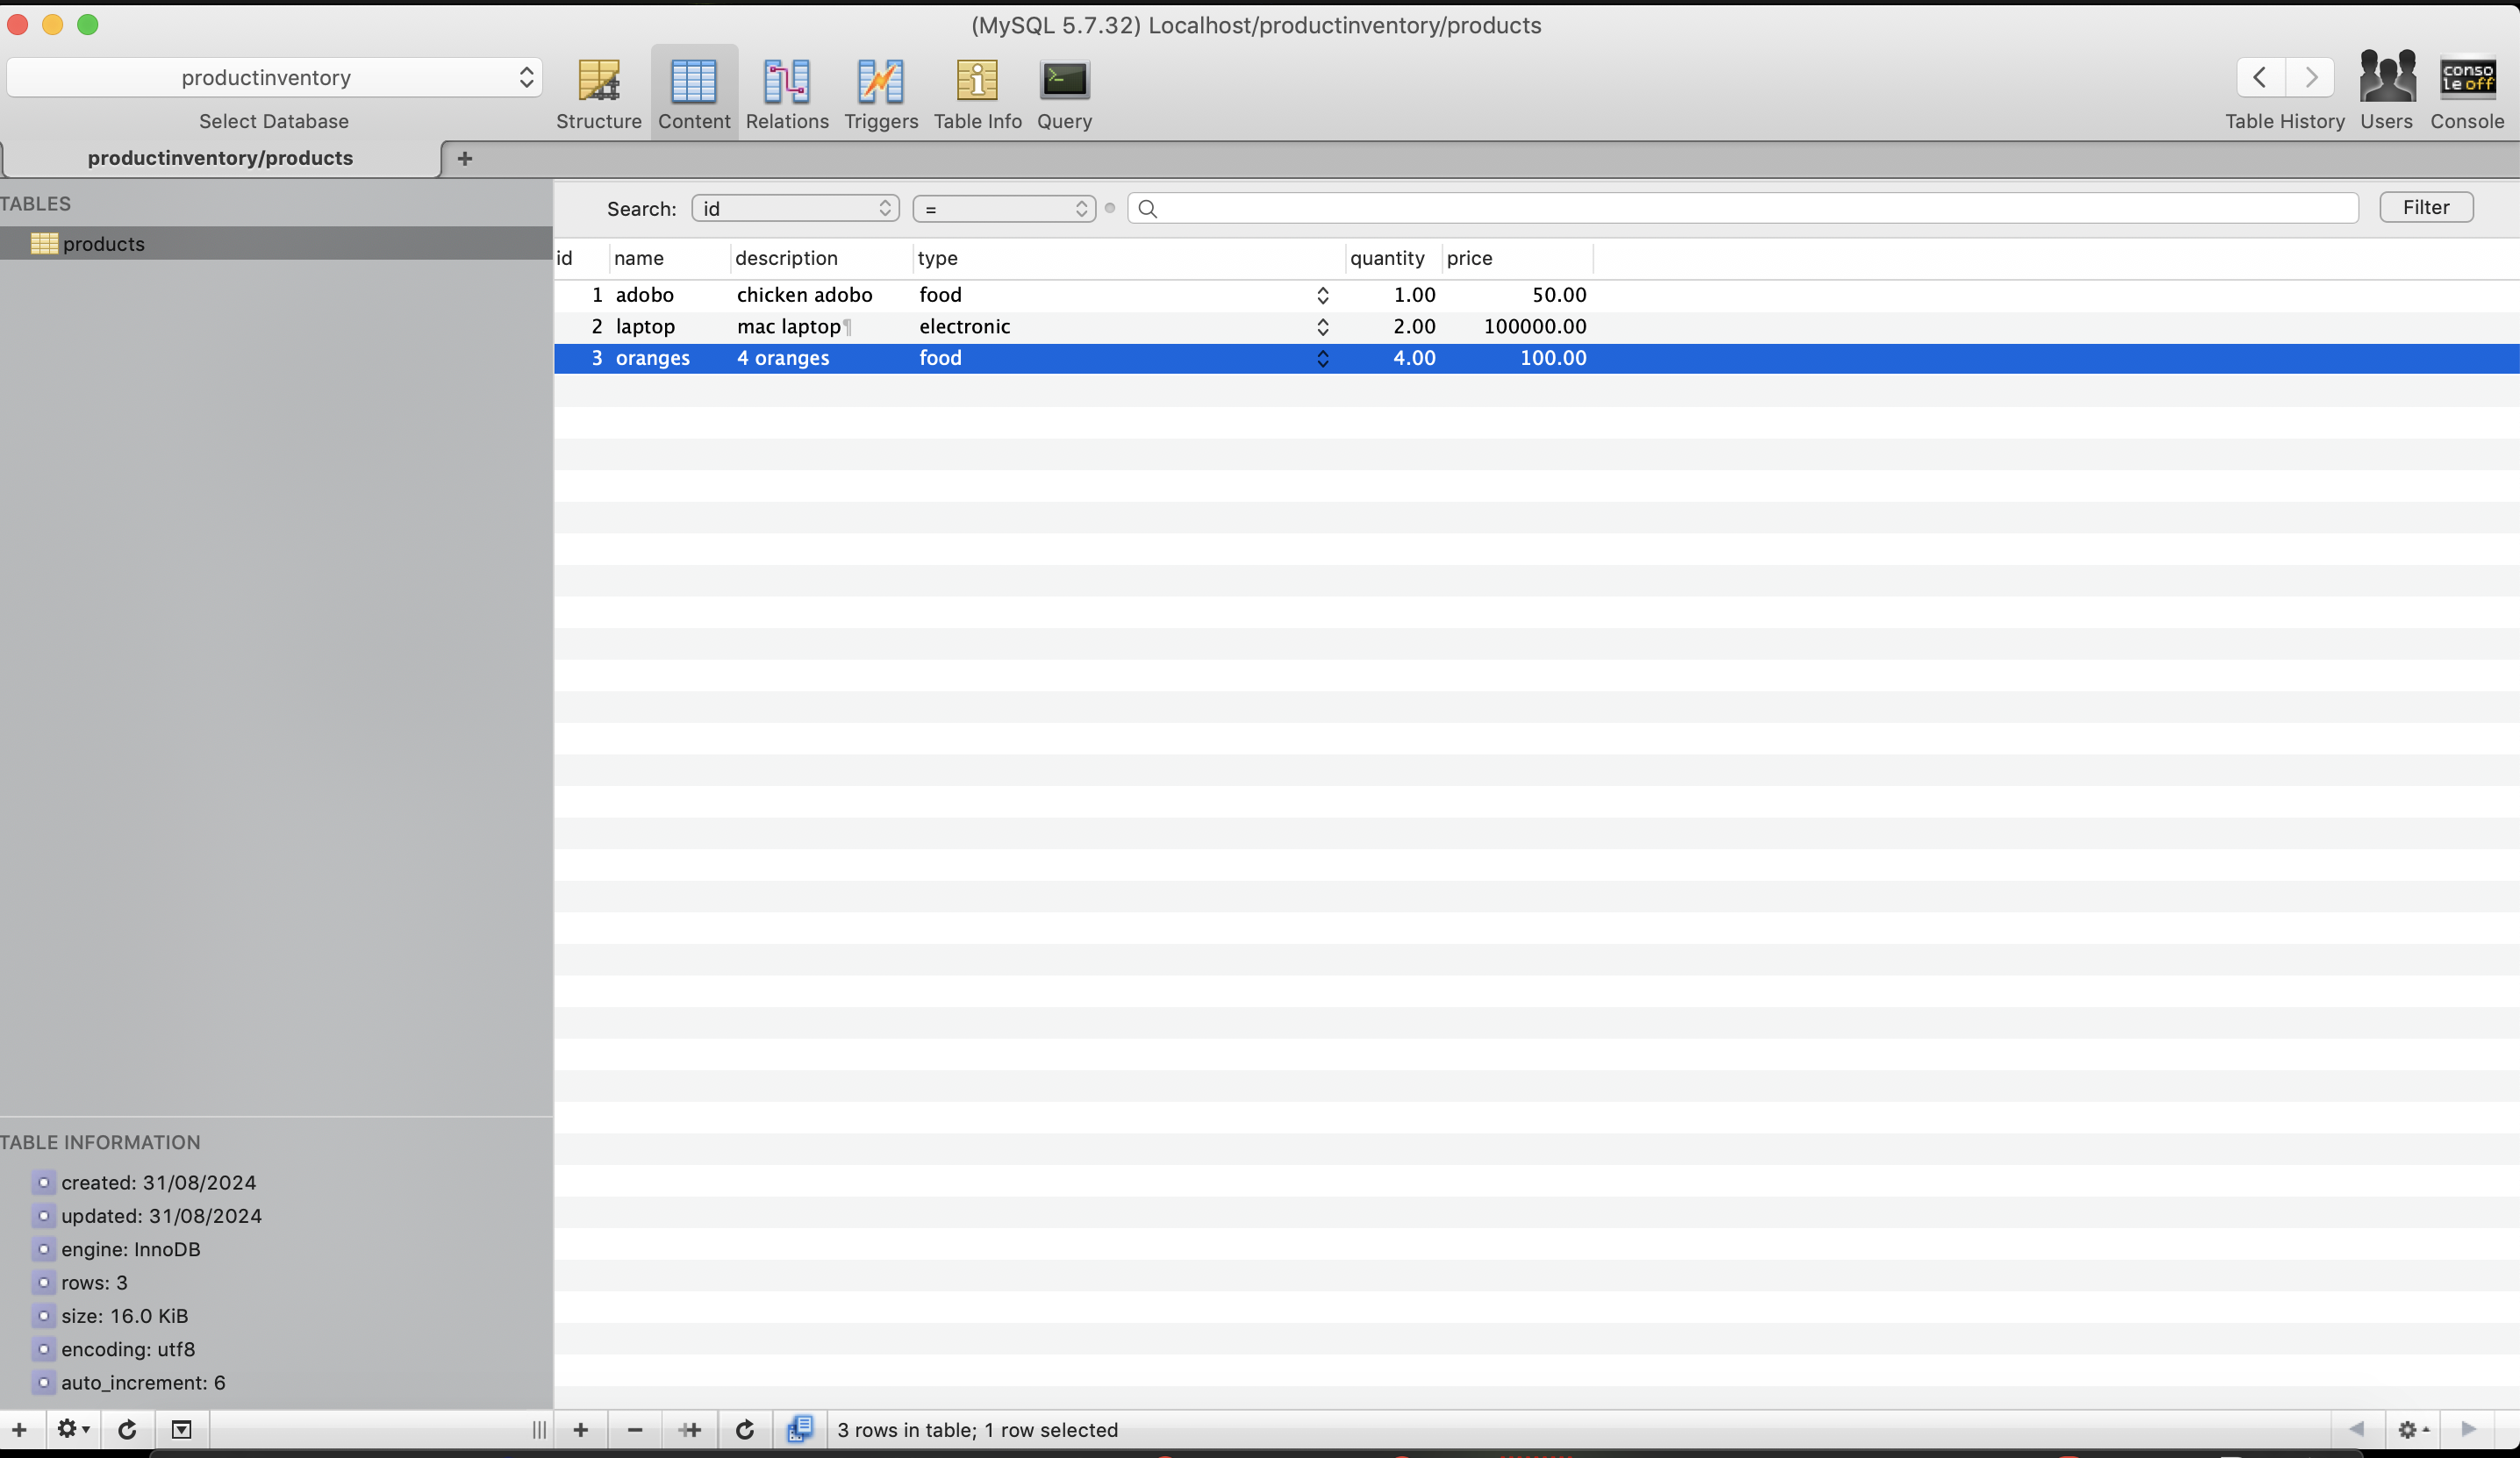 (MySQL 5.7.32) Localhost/productinventory/products
productinventory
Select Database
Structure Content Relations Triggers Table Info Query
Table History Users Console
conso
le off
productinventory/products
TABLES
products
Search: id = Filter
id name description type quantity price
1 adobo chicken adobo food 1.00 50.00
2 laptop mac laptop¶ electronic 2.00 100000.00
3 oranges 4 oranges food 4.00 100.00
TABLE INFORMATION
created: 31/08/2024
updated: 31/08/2024
engine: InnoDB
rows: 3
size: 16.0 KiB
encoding: utf8
auto_increment: 6
3 rows in table; 1 row selected